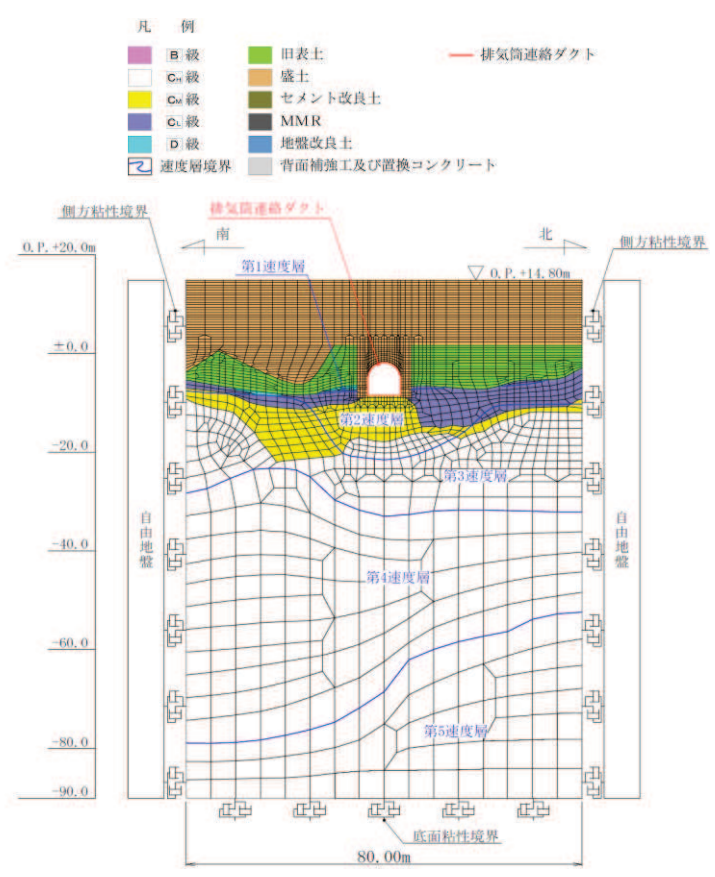 凡 例
B 級
CH 級
CM 級
CL 級
D 級
速度層境界
旧表土
盛土
セメント改良土
MMR
地盤改良土
背面補強工及び置換コンクリート
排気筒連絡ダクト
側方粘性境界
排気筒連絡ダクト
南
北
側方粘性境界
O.P.+20.0m
第1速度層
O.P.+14.80m
±0.0
第2速度層
-20.0
第3速度層
自由地盤
自由地盤
-40.0
第4速度層
-60.0
第5速度層
-80.0
-90.0
底面粘性境界
80.00m